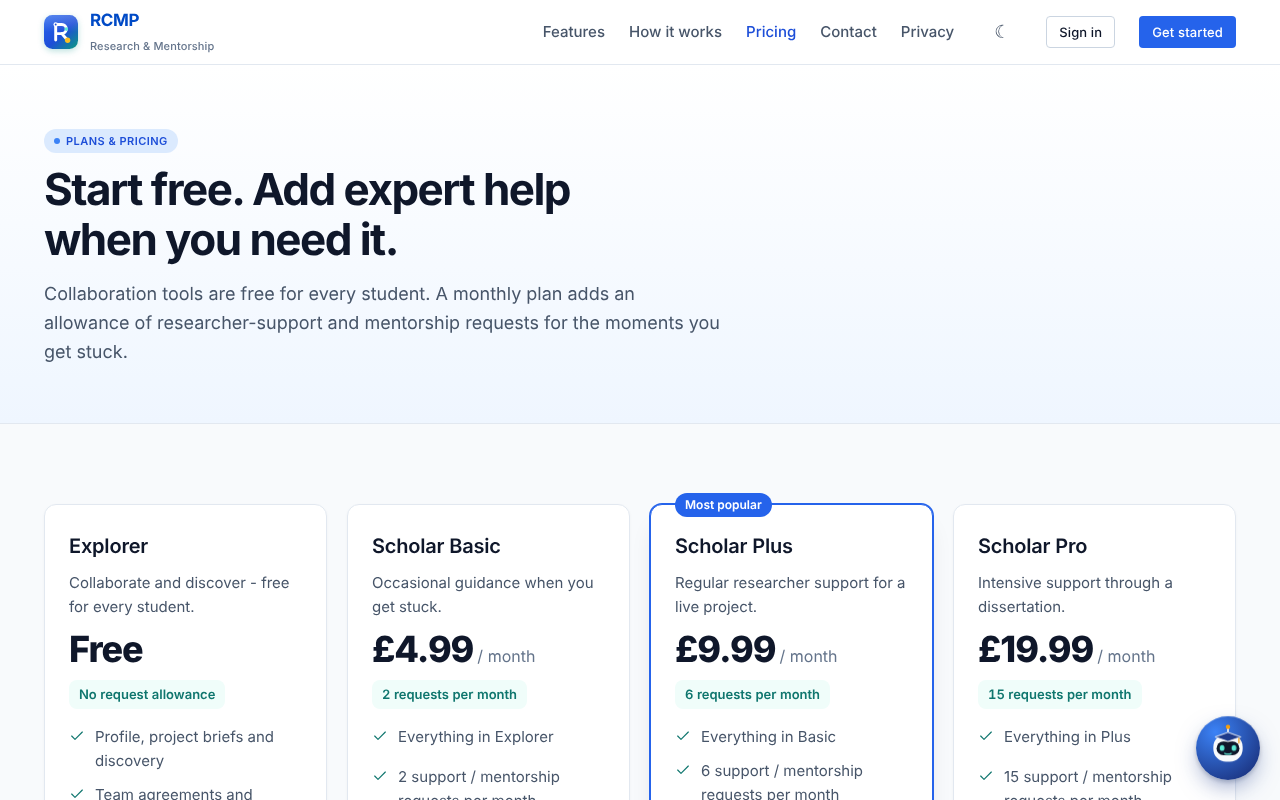 RCMP
Research & Mentorship
Features
How it works
Pricing
Contact
Privacy
Sign in
Get started
PLANS & PRICING
Start free. Add expert help
when you need it.
Collaboration tools are free for every student. A monthly plan adds an
allowance of researcher-support and mentorship requests for the moments you
get stuck.
Explorer
Collaborate and discover - free
for every student.
Free
No request allowance
Profile, project briefs and
discovery
Team agreements and
Scholar Basic
Occasional guidance when you
get stuck.
£4.99 / month
2 requests per month
Everything in Explorer
2 support / mentorship
requests per month
Most popular
Scholar Plus
Regular researcher support for a
live project.
£9.99 / month
6 requests per month
Everything in Basic
6 support / mentorship
requests per month
Scholar Pro
Intensive support through a
dissertation.
£19.99 / month
15 requests per month
Everything in Plus
15 support / mentorship
requests per month